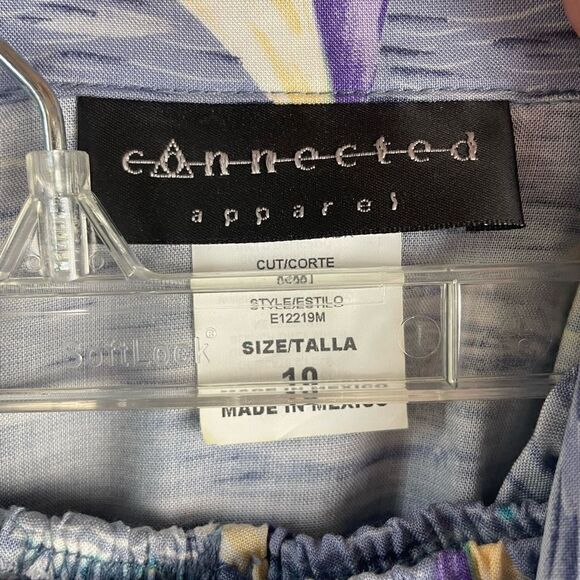 connected
apparel
CUT/CORTE
STYLE/ESTILO
E12219M
SoftLock®
SIZE/TALLA
10
MADE IN MEXICO